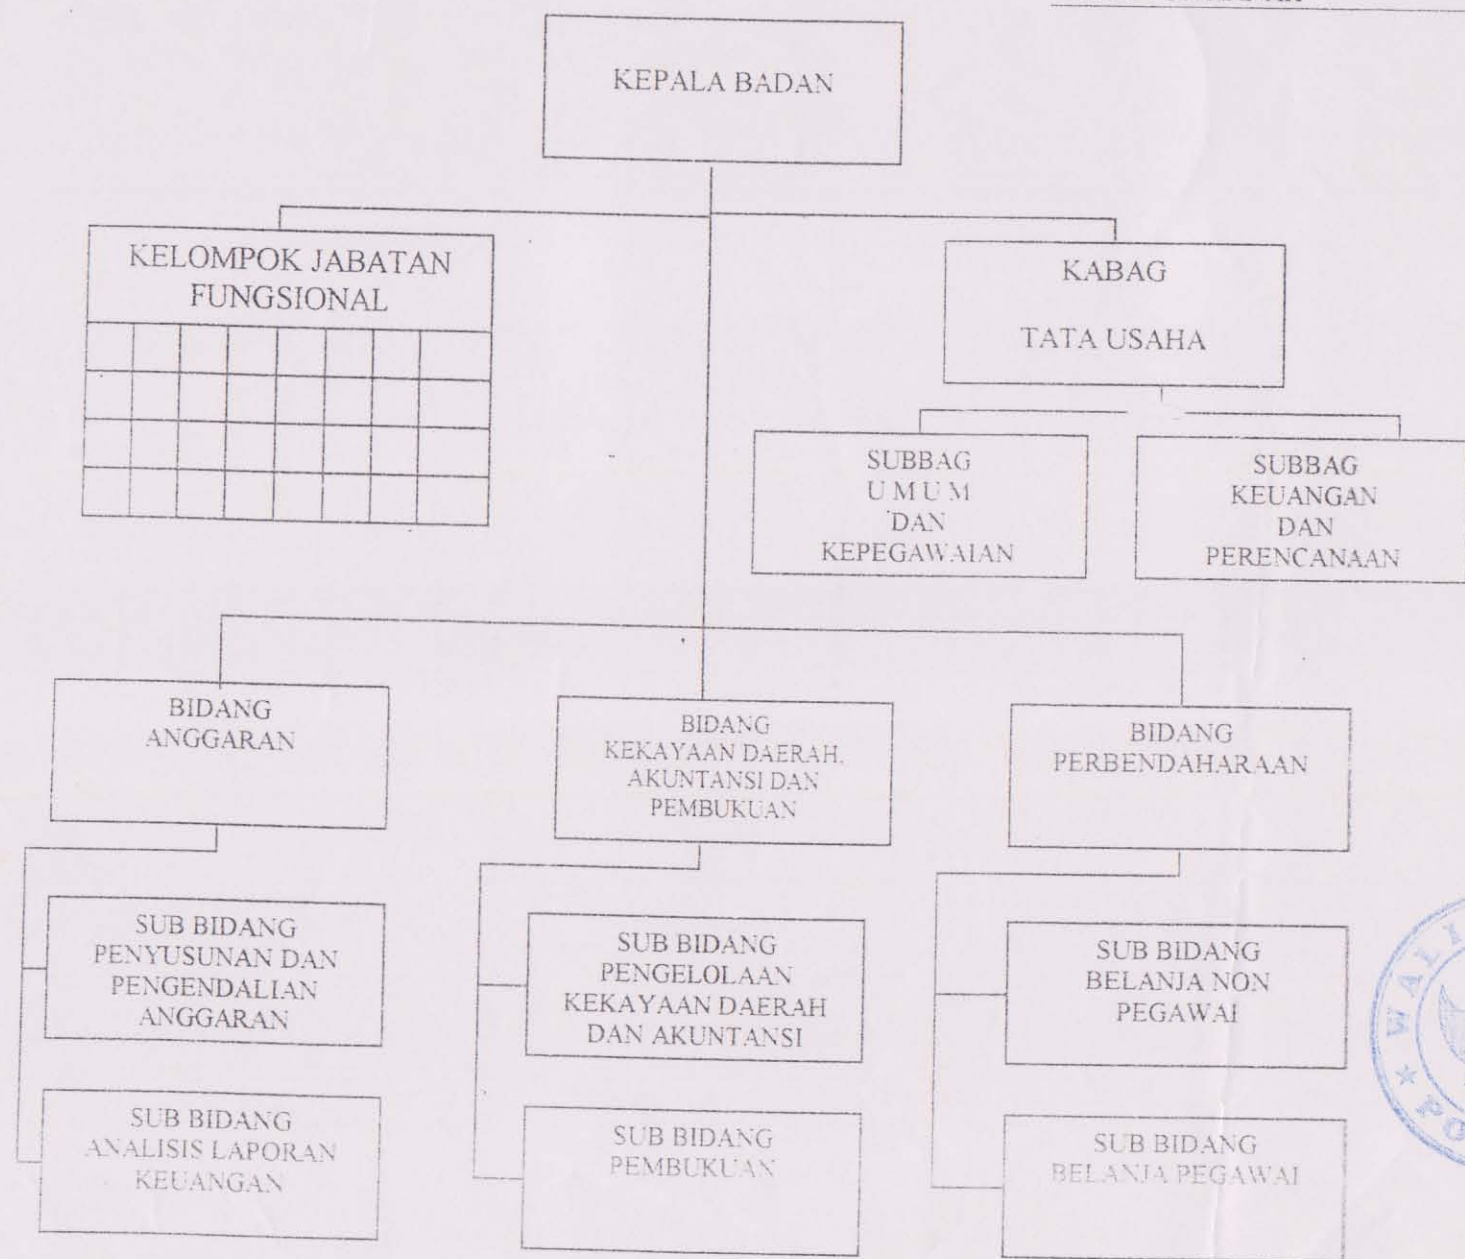 KEPALA BADAN
KELOMPOK JABATAN
FUNGSIONAL
KABAG
TATA USAHA
SUBBAG
U M U M
DAN
KEPEGAWAIAN
SUBBAG
KEUANGAN
DAN
PERENCANAAN
BIDANG
ANGGARAN
BIDANG
KEKAYAAN DAERAH,
AKUNTANSI DAN
PEMBUKUAN
BIDANG
PERBENDAHARAAN
SUB BIDANG
PENYUSUNAN DAN
PENGENDALIAN
ANGGARAN
SUB BIDANG
PENGELOLAAN
KEKAYAAN DAERAH
DAN AKUNTANSI
SUB BIDANG
BELANJA NON
PEGAWAI
SUB BIDANG
ANALISIS LAPORAN
KEUANGAN
SUB BIDANG
PEMBUKUAN
SUB BIDANG
BELANJA PEGAWAI